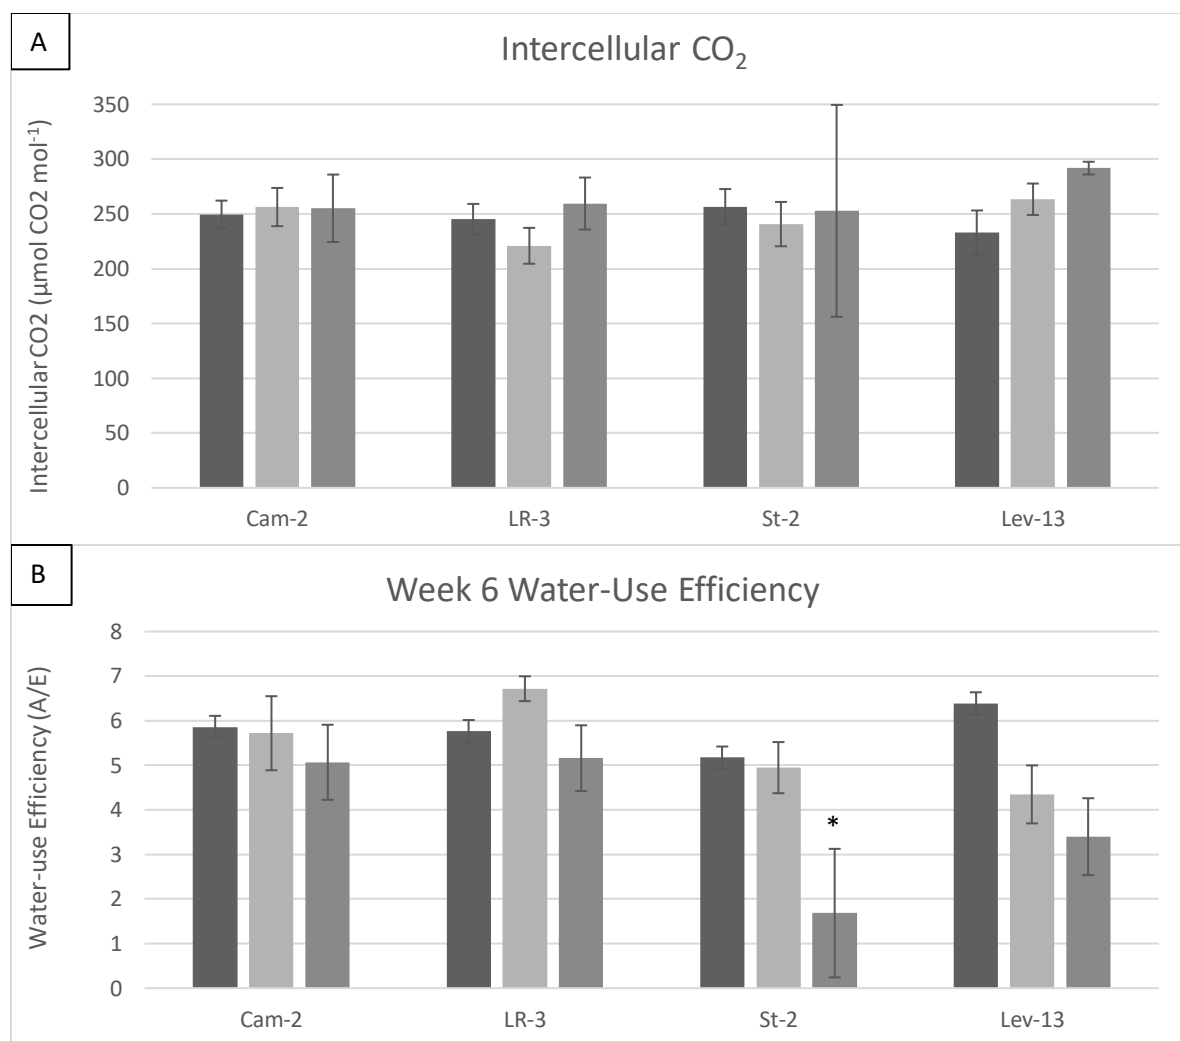 A
Intercellular CO₂
Intercellular CO2 (µmol CO2 mol⁻¹)
350
300
250
200
150
100
50
0
Cam-2 LR-3 St-2 Lev-13
B
Week 6 Water-Use Efficiency
Water-use Efficiency (A/E)
8
7
6
5
4
3
2
1
0
*
Cam-2 LR-3 St-2 Lev-13